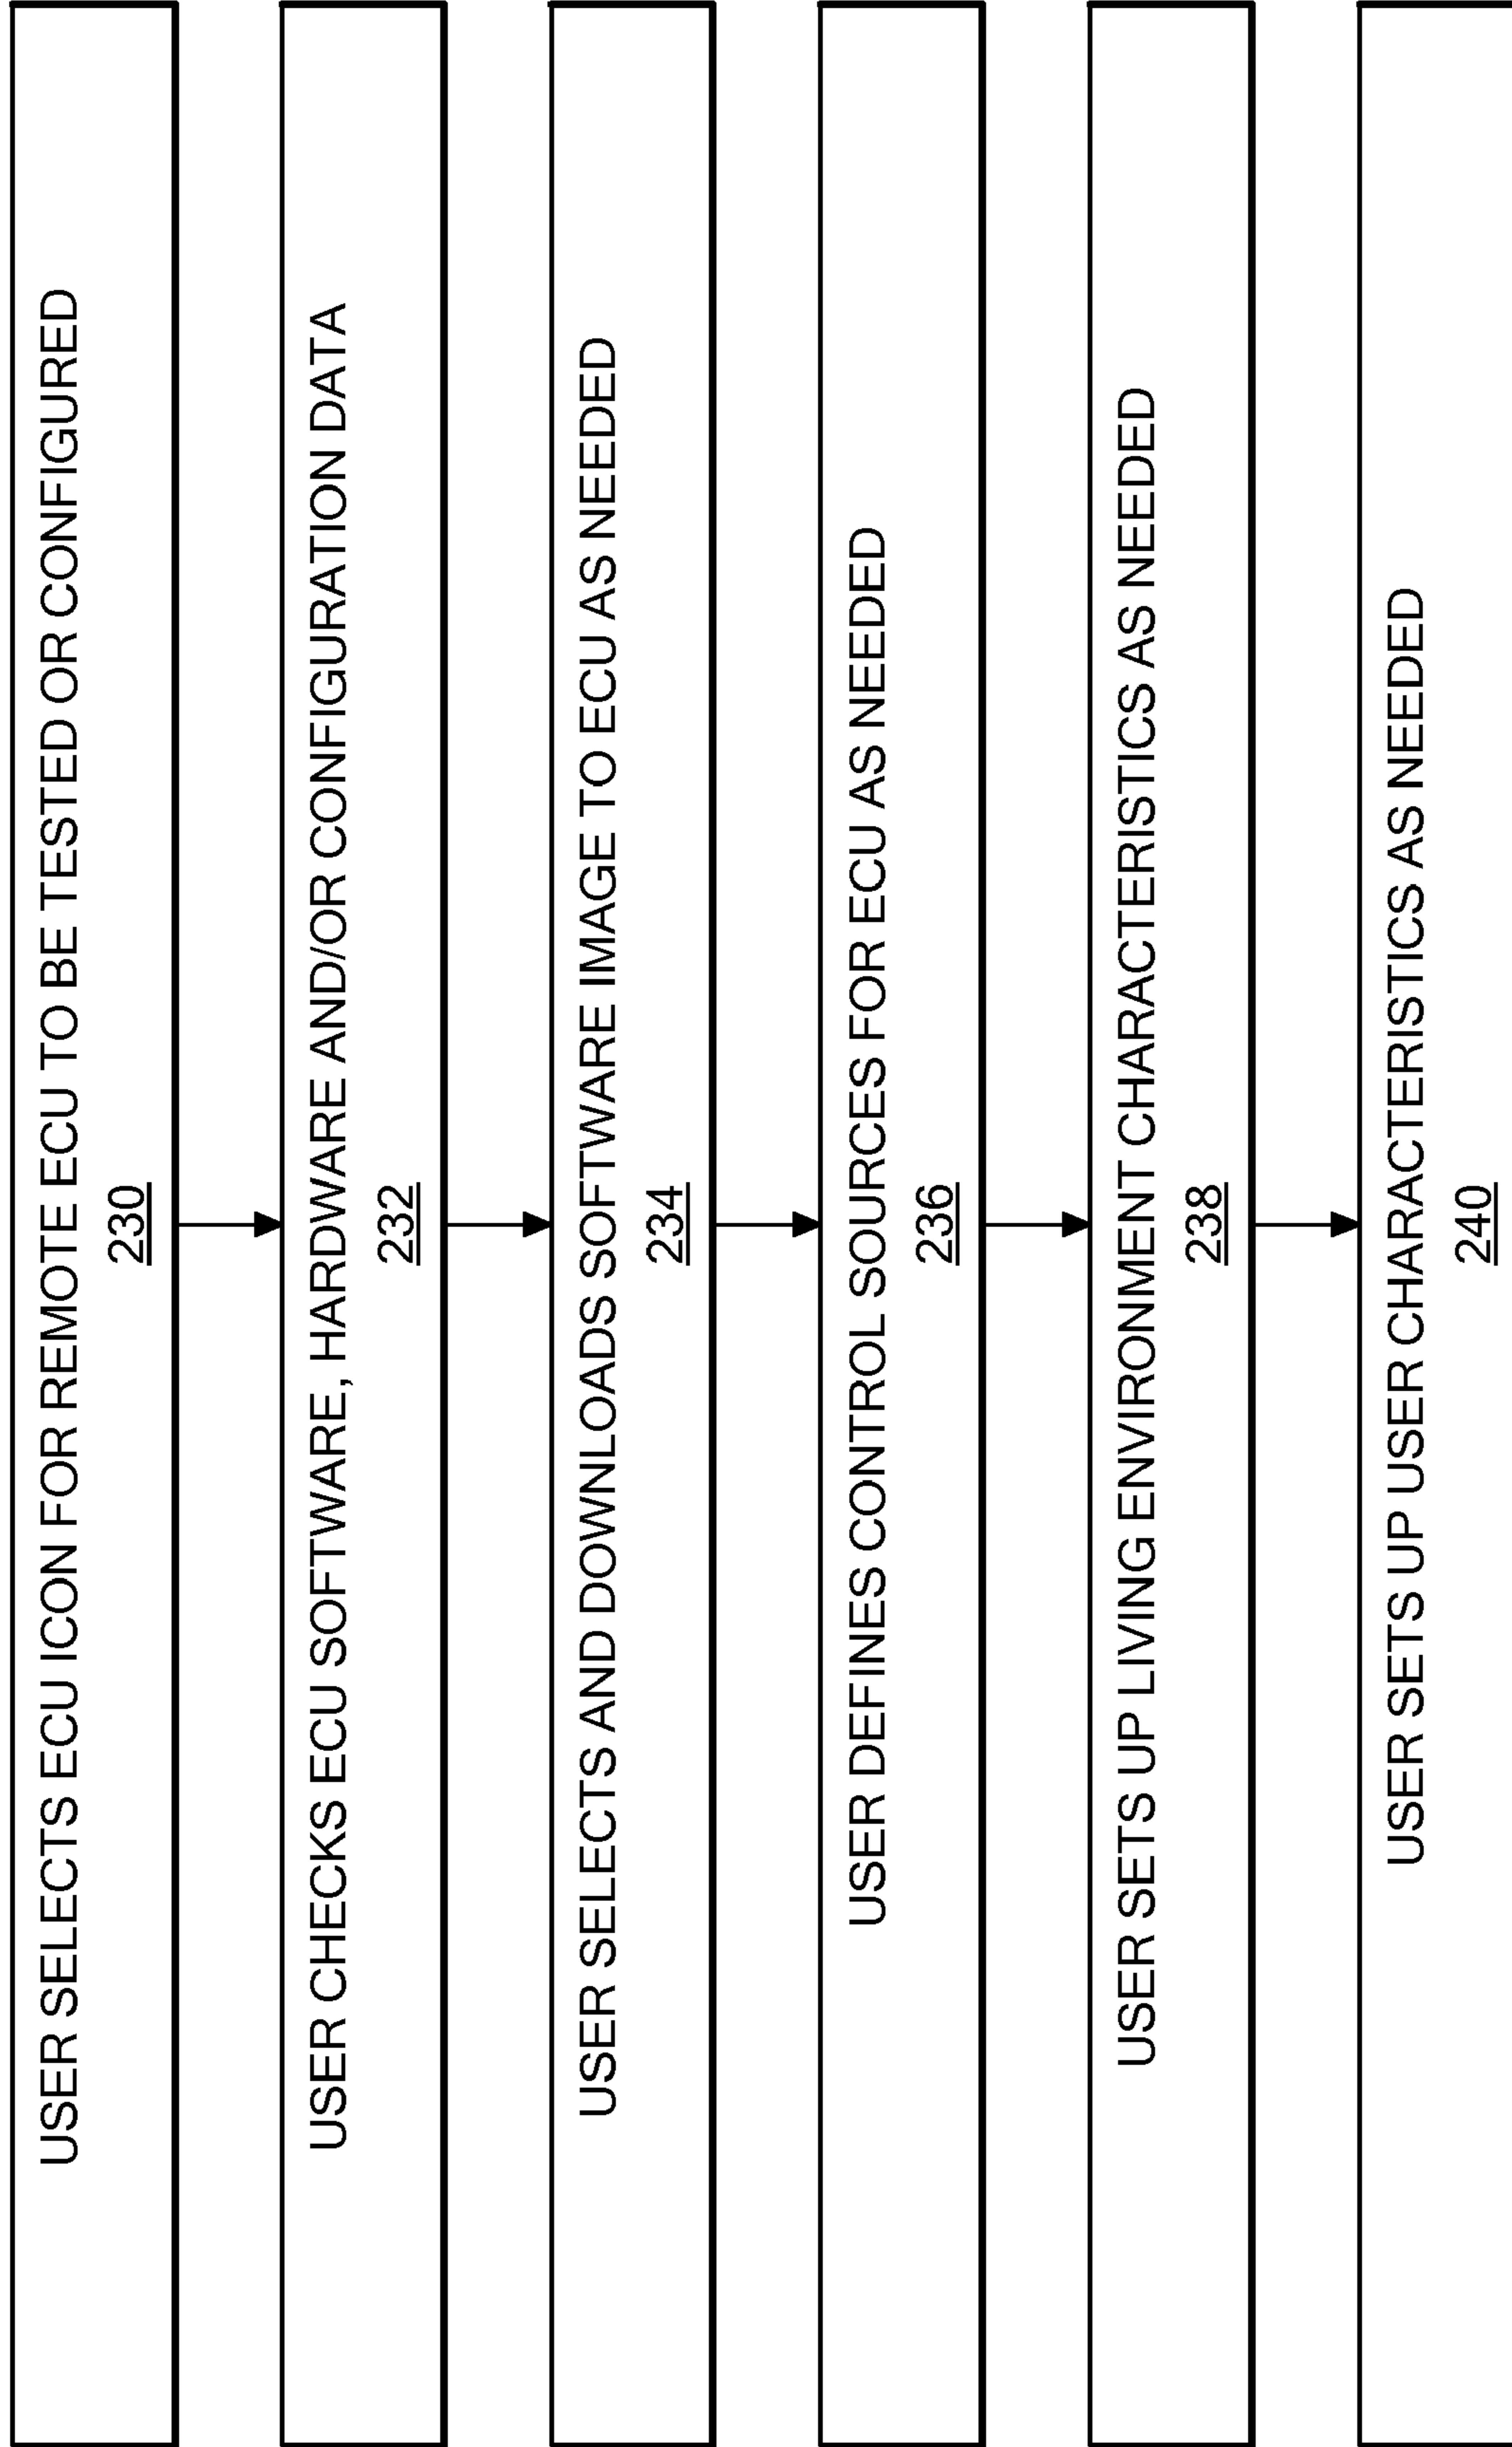 USER SELECTS ECU ICON FOR REMOTE ECU TO BE TESTED OR CONFIGURED
230
USER CHECKS ECU SOFTWARE, HARDWARE AND/OR CONFIGURATION DATA
232
USER SELECTS AND DOWNLOADS SOFTWARE IMAGE TO ECU AS NEEDED
234
USER DEFINES CONTROL SOURCES FOR ECU AS NEEDED
236
USER SETS UP LIVING ENVIRONMENT CHARACTERISTICS AS NEEDED
238
USER SETS UP USER CHARACTERISTICS AS NEEDED
240